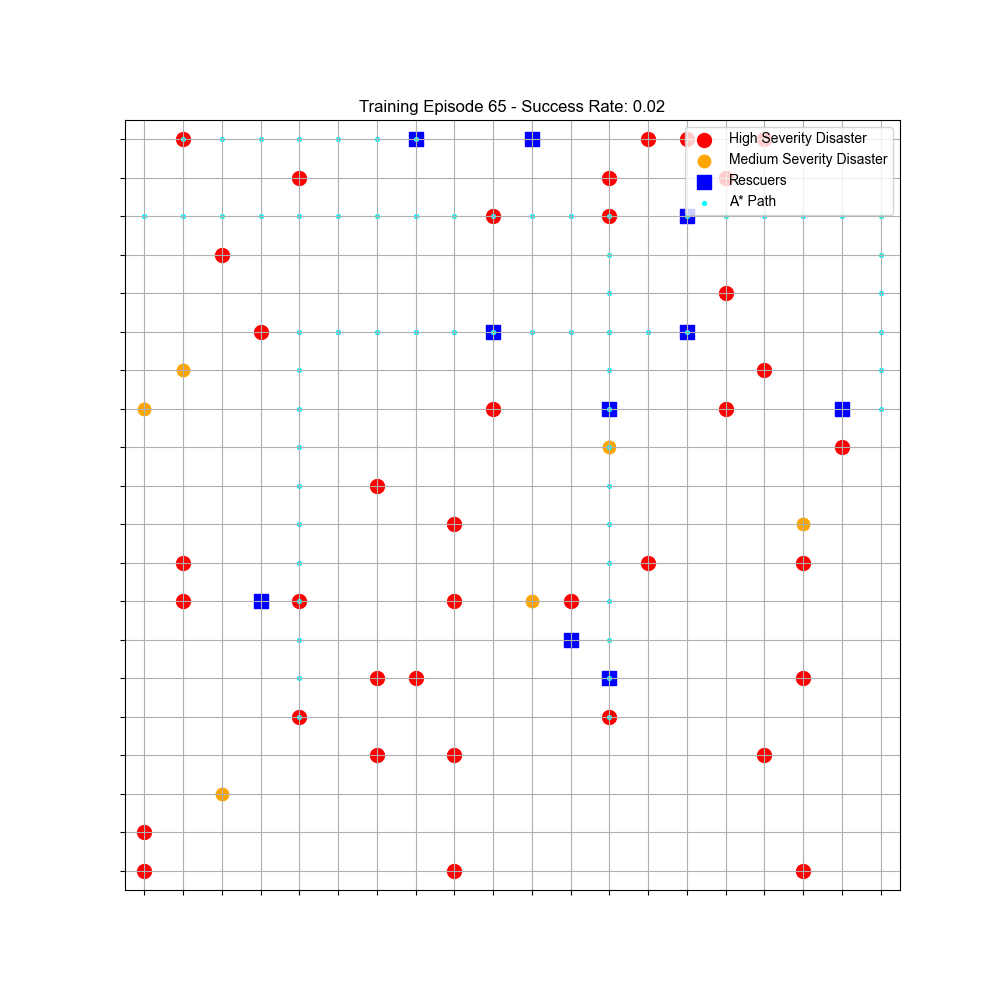 Training Episode 65 - Success Rate: 0.02
High Severity Disaster
Medium Severity Disaster
Rescuers
A* Path